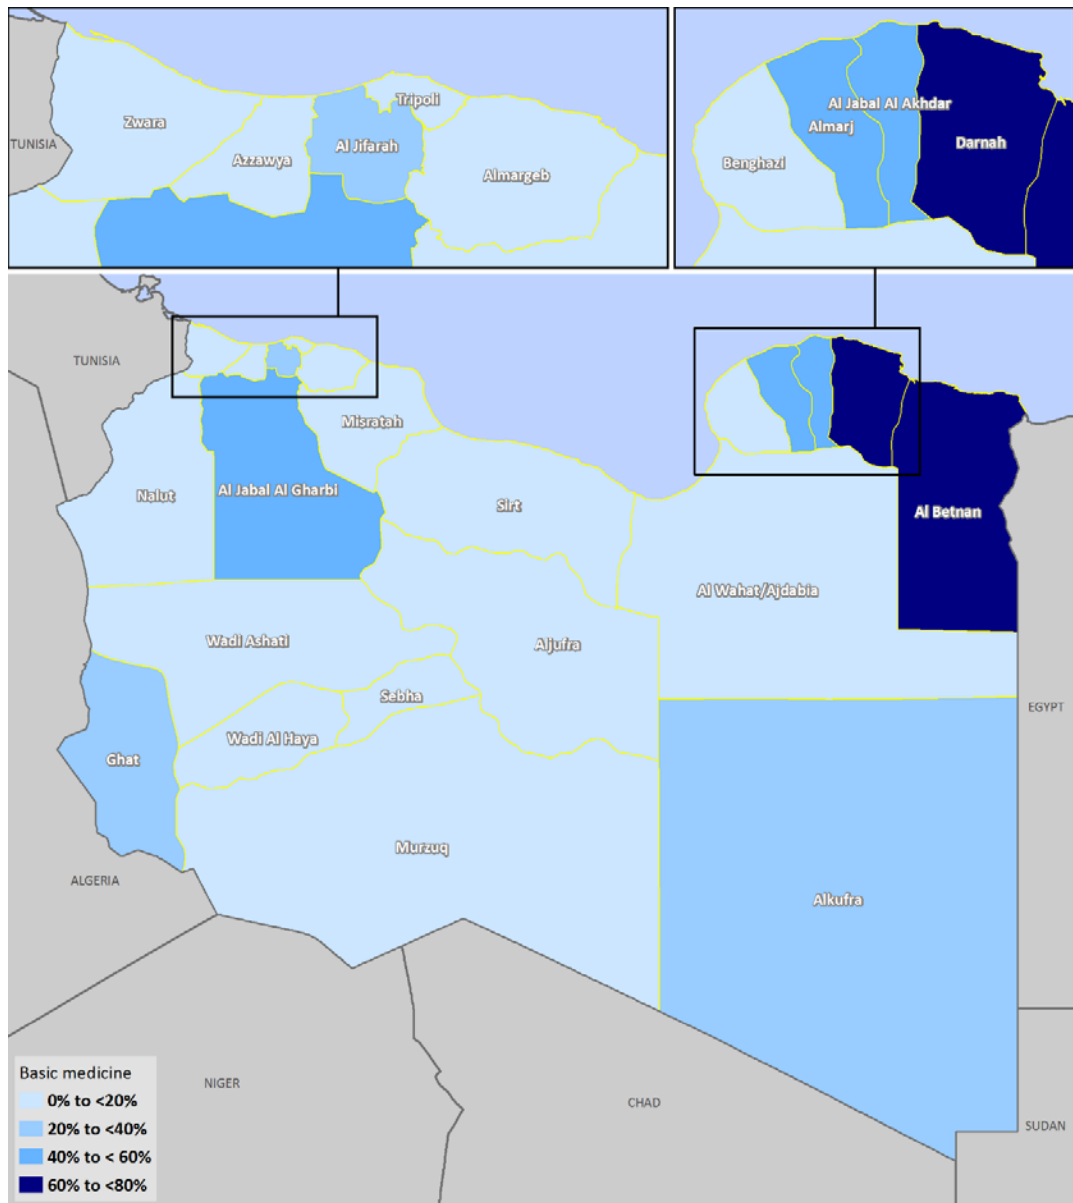 Tripoli
Zwara
TUNISIA
Al Jifarah
Azzawya
Almargeb
Al Jabal Al Akhdar
Almarj
Darnah
Benghazi
TUNISIA
Misratah
Nalut
Al Jabal Al Gharbi
Sirt
Al Betnan
Al Wahat/Ajdabia
Wadi Ashati
Aljufra
Sebha
EGYPT
Wadi Al Haya
Ghat
Murzuq
ALGERIA
Alkufra
NIGER
CHAD
SUDAN
Basic medicine
0% to <20%
20% to <40%
40% to < 60%
60% to <80%